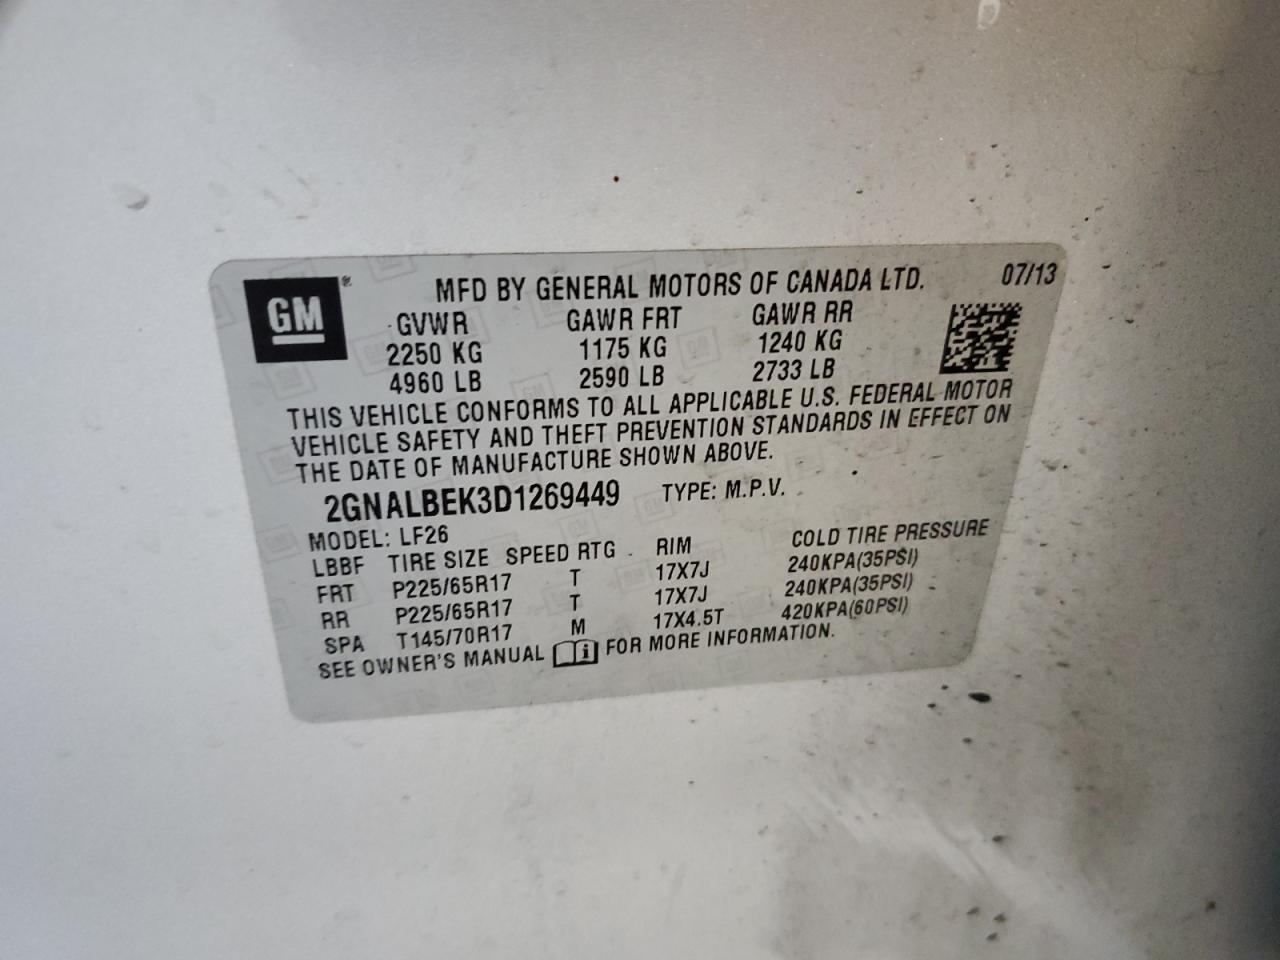 GM ® MFD BY GENERAL MOTORS OF CANADA LTD. 07/13
GVWR GAWR FRT GAWR RR
2250 KG 1175 KG 1240 KG
4960 LB 2590 LB 2733 LB
THIS VEHICLE CONFORMS TO ALL APPLICABLE U.S. FEDERAL MOTOR
VEHICLE SAFETY AND THEFT PREVENTION STANDARDS IN EFFECT ON
THE DATE OF MANUFACTURE SHOWN ABOVE.
2GNALBEK3D1269449 TYPE: M.P.V.
MODEL: LF26
LBBF TIRE SIZE SPEED RTG RIM COLD TIRE PRESSURE
FRT P225/65R17 T 17X7J 240KPA(35PSI)
RR P225/65R17 T 17X7J 240KPA(35PSI)
SPA T145/70R17 M 17X4.5T 420KPA(60PSI)
SEE OWNER'S MANUAL i FOR MORE INFORMATION.